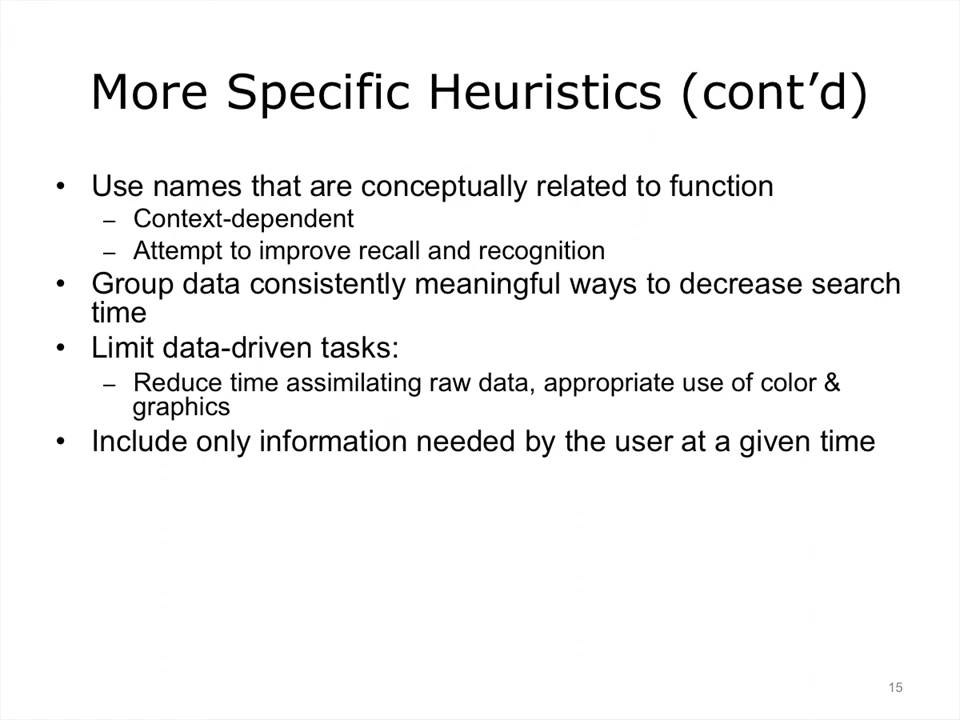 More Specific Heuristics (cont’d)
• Use names that are conceptually related to function
– Context-dependent
– Attempt to improve recall and recognition
• Group data consistently meaningful ways to decrease search
time
• Limit data-driven tasks:
– Reduce time assimilating raw data, appropriate use of color &
graphics
• Include only information needed by the user at a given time
15